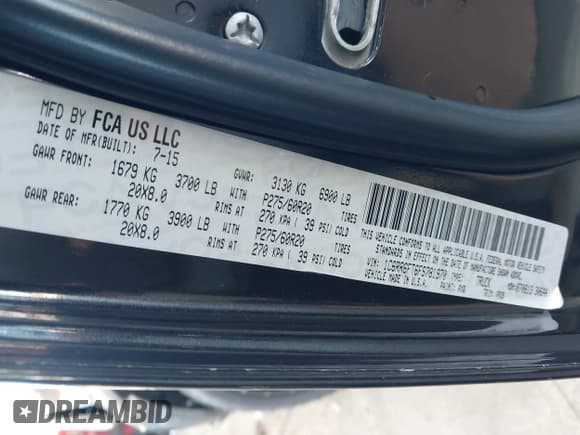 MFD BY FCA US LLC
DATE OF MFR(BUILT): 7-15
GVWR: 3130 KG 6900 LB
GAWR FRONT: 1679 KG 3700 LB WITH P275/60R20 TIRES
20X8.0 RIMS AT 270 KPA ( 39 PSI) COLD
GAWR REAR: 1770 KG 3900 LB WITH P275/60R20 TIRES
20X8.0 RIMS AT 270 KPA ( 39 PSI) COLD
THIS VEHICLE CONFORMS TO ALL APPLICABLE U.S.A. FEDERAL MOTOR VEHICLE SAFETY
STANDARDS IN EFFECT ON THE DATE OF MANUFACTURE SHOWN ABOVE.
VIN: TYPE: TRUCK
MADE IN U.S.A. PAINT: TRIM:
DREAMBID